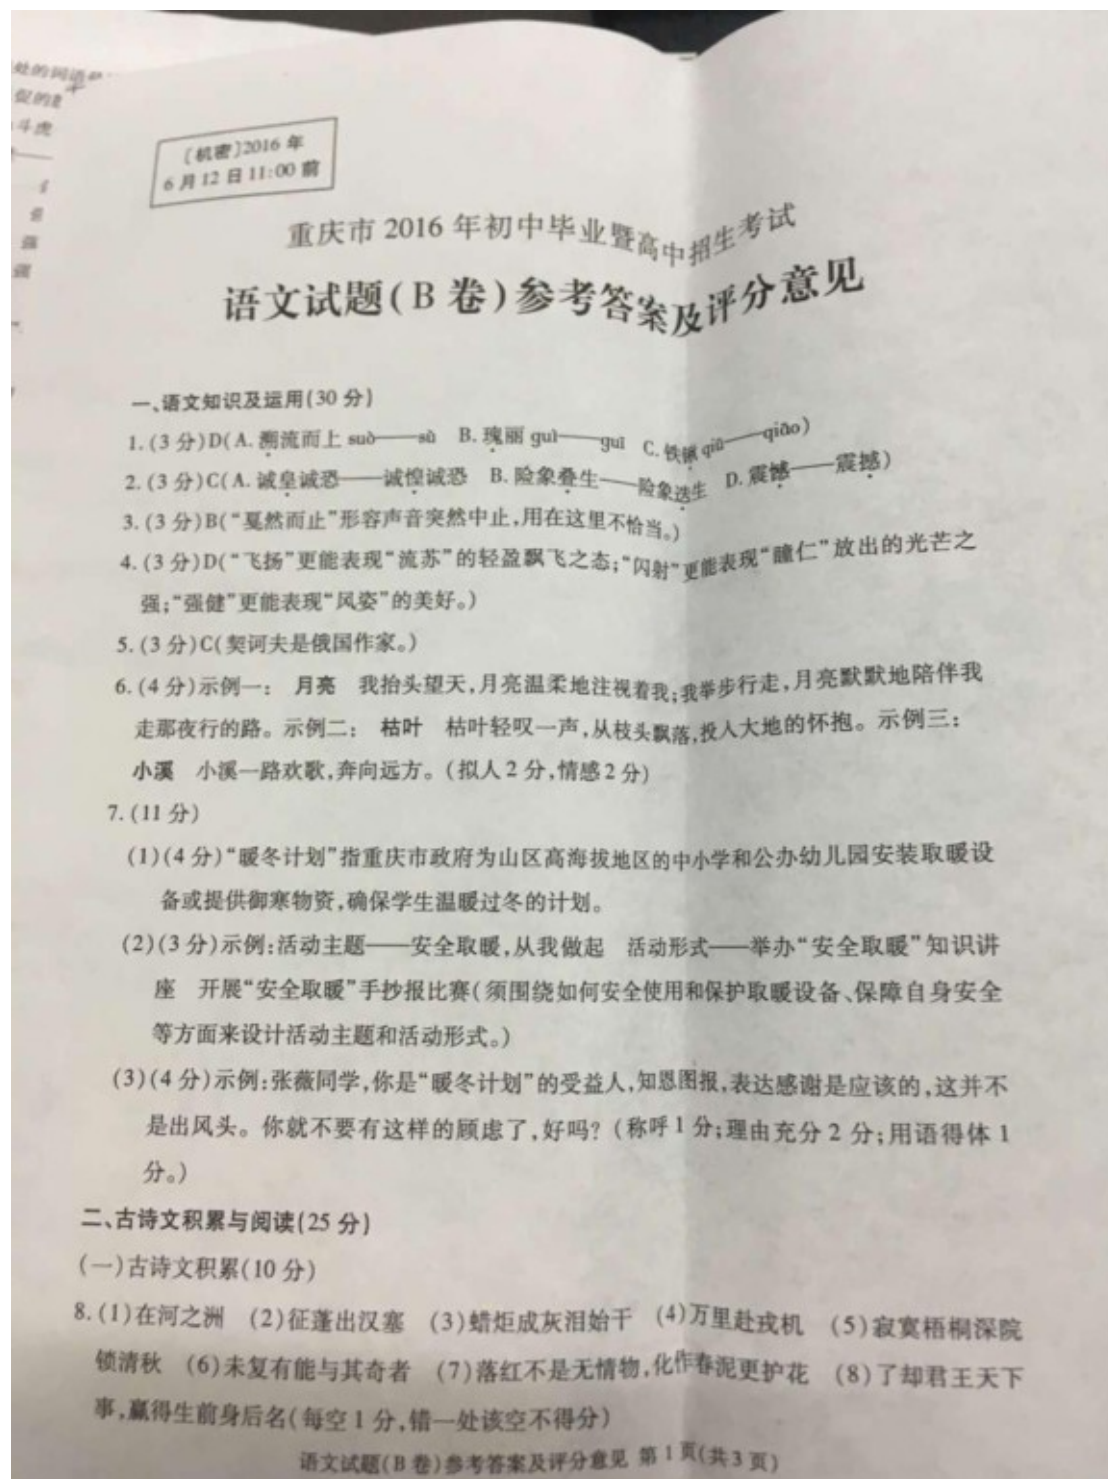 处的词语
促的
斗虎
强
〔机密〕2016年
6月12日11:00前
重庆市2016年初中毕业暨高中招生考试
语文试题(B卷)参考答案及评分意见
一、语文知识及运用(30分)
1.(3分)D(A.溯流而上 suò——sù B.瑰丽 guì——guī C.铁锹 qiū——qiāo)
2.(3分)C(A.诚皇诚恐——诚惶诚恐 B.险象叠生——险象迭生 D.震憾——震撼)
3.(3分)B(“戛然而止”形容声音突然中止,用在这里不恰当。)
4.(3分)D(“飞扬”更能表现“流苏”的轻盈飘飞之态;“闪射”更能表现“瞳仁”放出的光芒之
强;“强健”更能表现“风姿”的美好。)
5.(3分)C(契诃夫是俄国作家。)
6.(4分)示例一: 月亮 我抬头望天,月亮温柔地注视着我;我举步行走,月亮默默地陪伴我
走那夜行的路。示例二: 枯叶 枯叶轻叹一声,从枝头飘落,投入大地的怀抱。示例三:
小溪 小溪一路欢歌,奔向远方。(拟人2分,情感2分)
7.(11分)
(1)(4分)“暖冬计划”指重庆市政府为山区高海拔地区的中小学和公办幼儿园安装取暖设
备或提供御寒物资,确保学生温暖过冬的计划。
(2)(3分)示例:活动主题——安全取暖,从我做起 活动形式——举办“安全取暖”知识讲
座 开展“安全取暖”手抄报比赛(须围绕如何安全使用和保护取暖设备、保障自身安全
等方面来设计活动主题和活动形式。)
(3)(4分)示例:张薇同学,你是“暖冬计划”的受益人,知恩图报,表达感谢是应该的,这并不
是出风头。你就不要有这样的顾虑了,好吗?(称呼1分;理由充分2分;用语得体1
分。)
二、古诗文积累与阅读(25分)
(一)古诗文积累(10分)
8.(1)在河之洲 (2)征蓬出汉塞 (3)蜡炬成灰泪始干 (4)万里赴戎机 (5)寂寞梧桐深院
锁清秋 (6)未复有能与其奇者 (7)落红不是无情物,化作春泥更护花 (8)了却君王天下
事,赢得生前身后名(每空1分,错一处该空不得分)
语文试题(B卷)参考答案及评分意见 第1页(共3页)